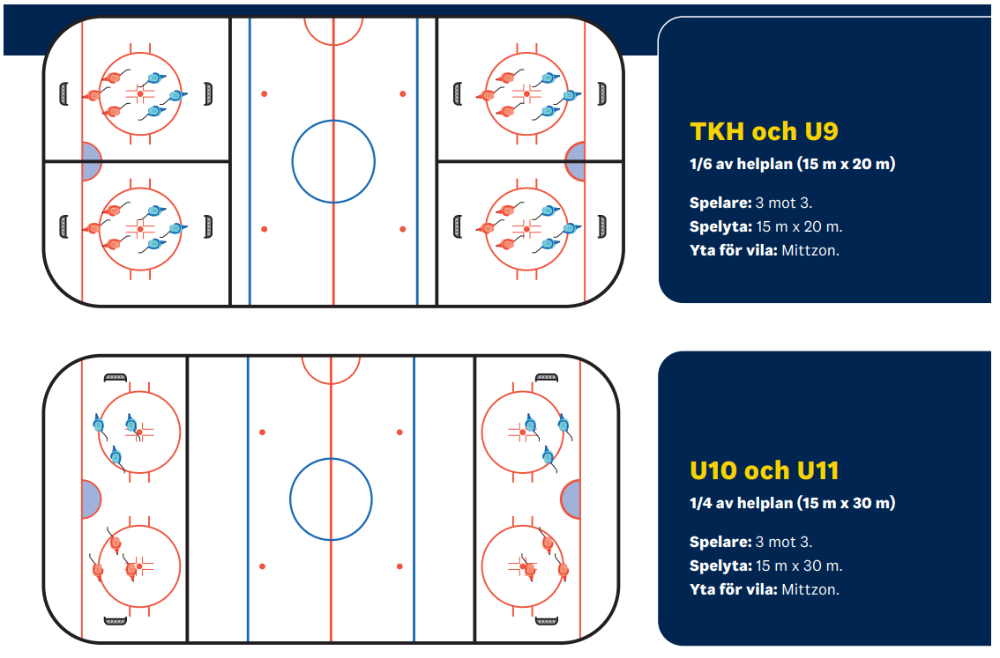 TKH och U9
1/6 av helplan (15 m x 20 m)
Spelare: 3 mot 3.
Spelyta: 15 m x 20 m.
Yta för vila: Mittzon.
U10 och U11
1/4 av helplan (15 m x 30 m)
Spelare: 3 mot 3.
Spelyta: 15 m x 30 m.
Yta för vila: Mittzon.